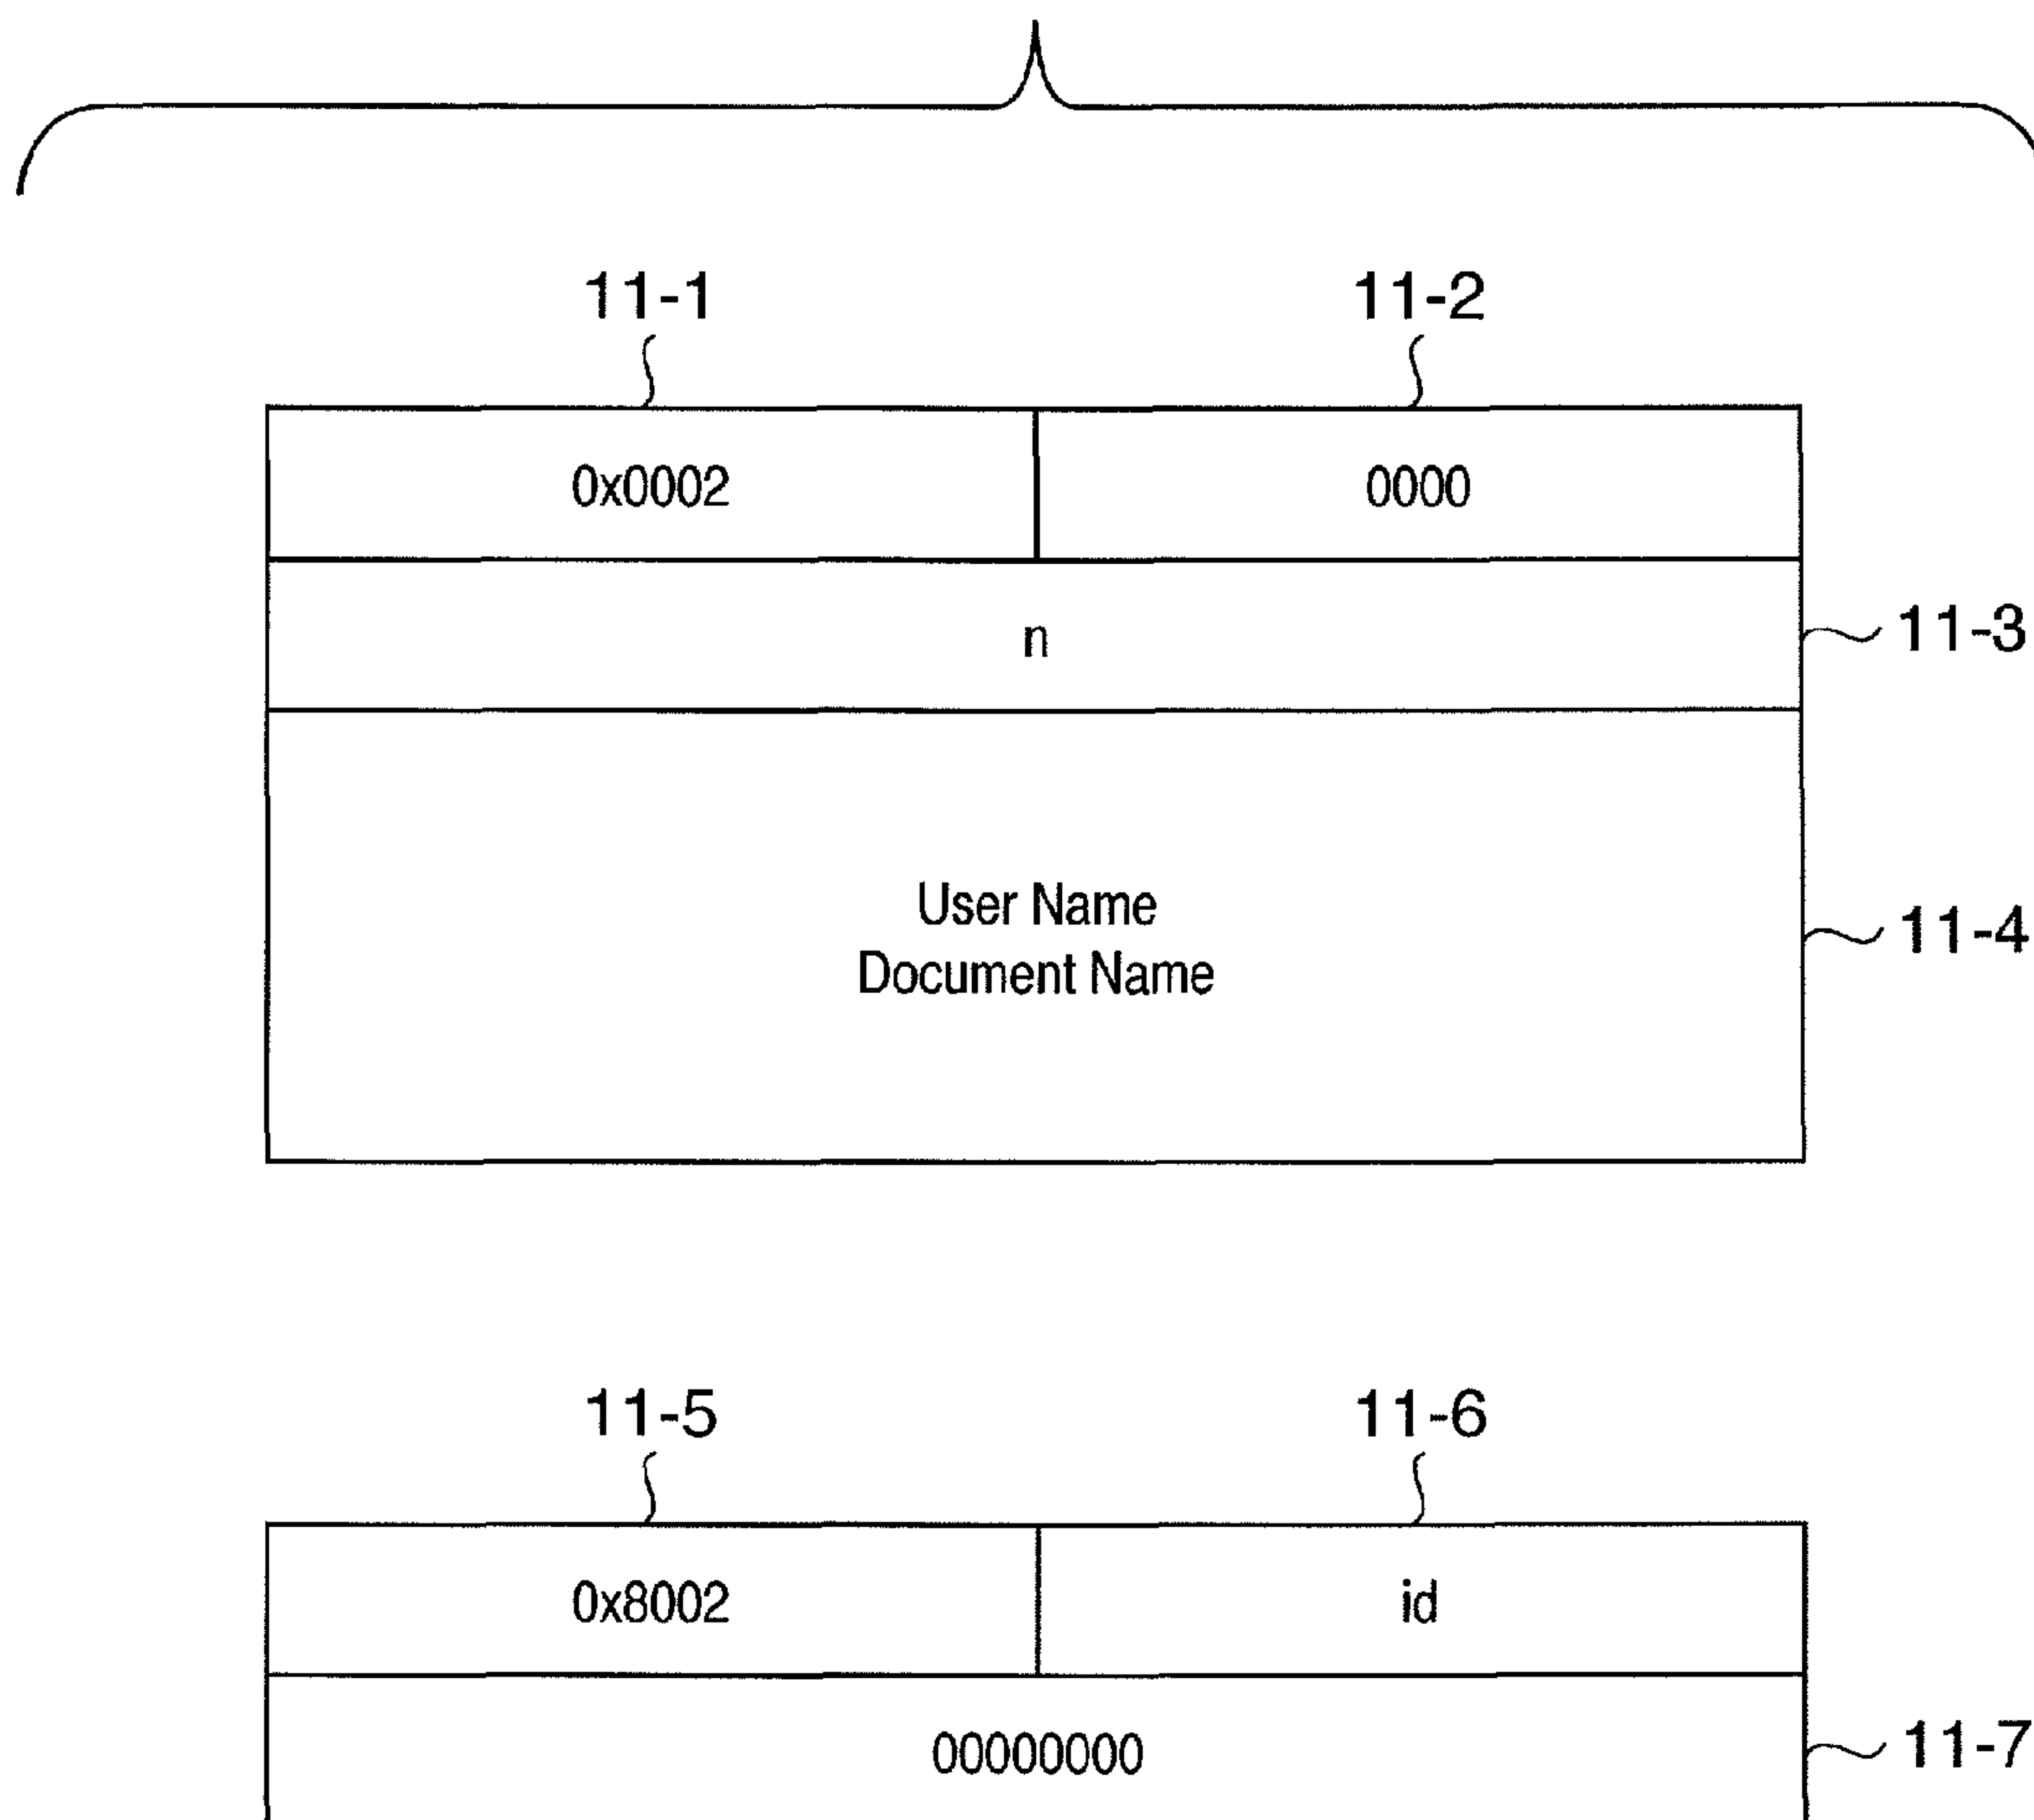 11-1 11-2
0x0002 0000
n 11-3
User Name
Document Name
11-4
11-5 11-6
0x8002 id
00000000 11-7